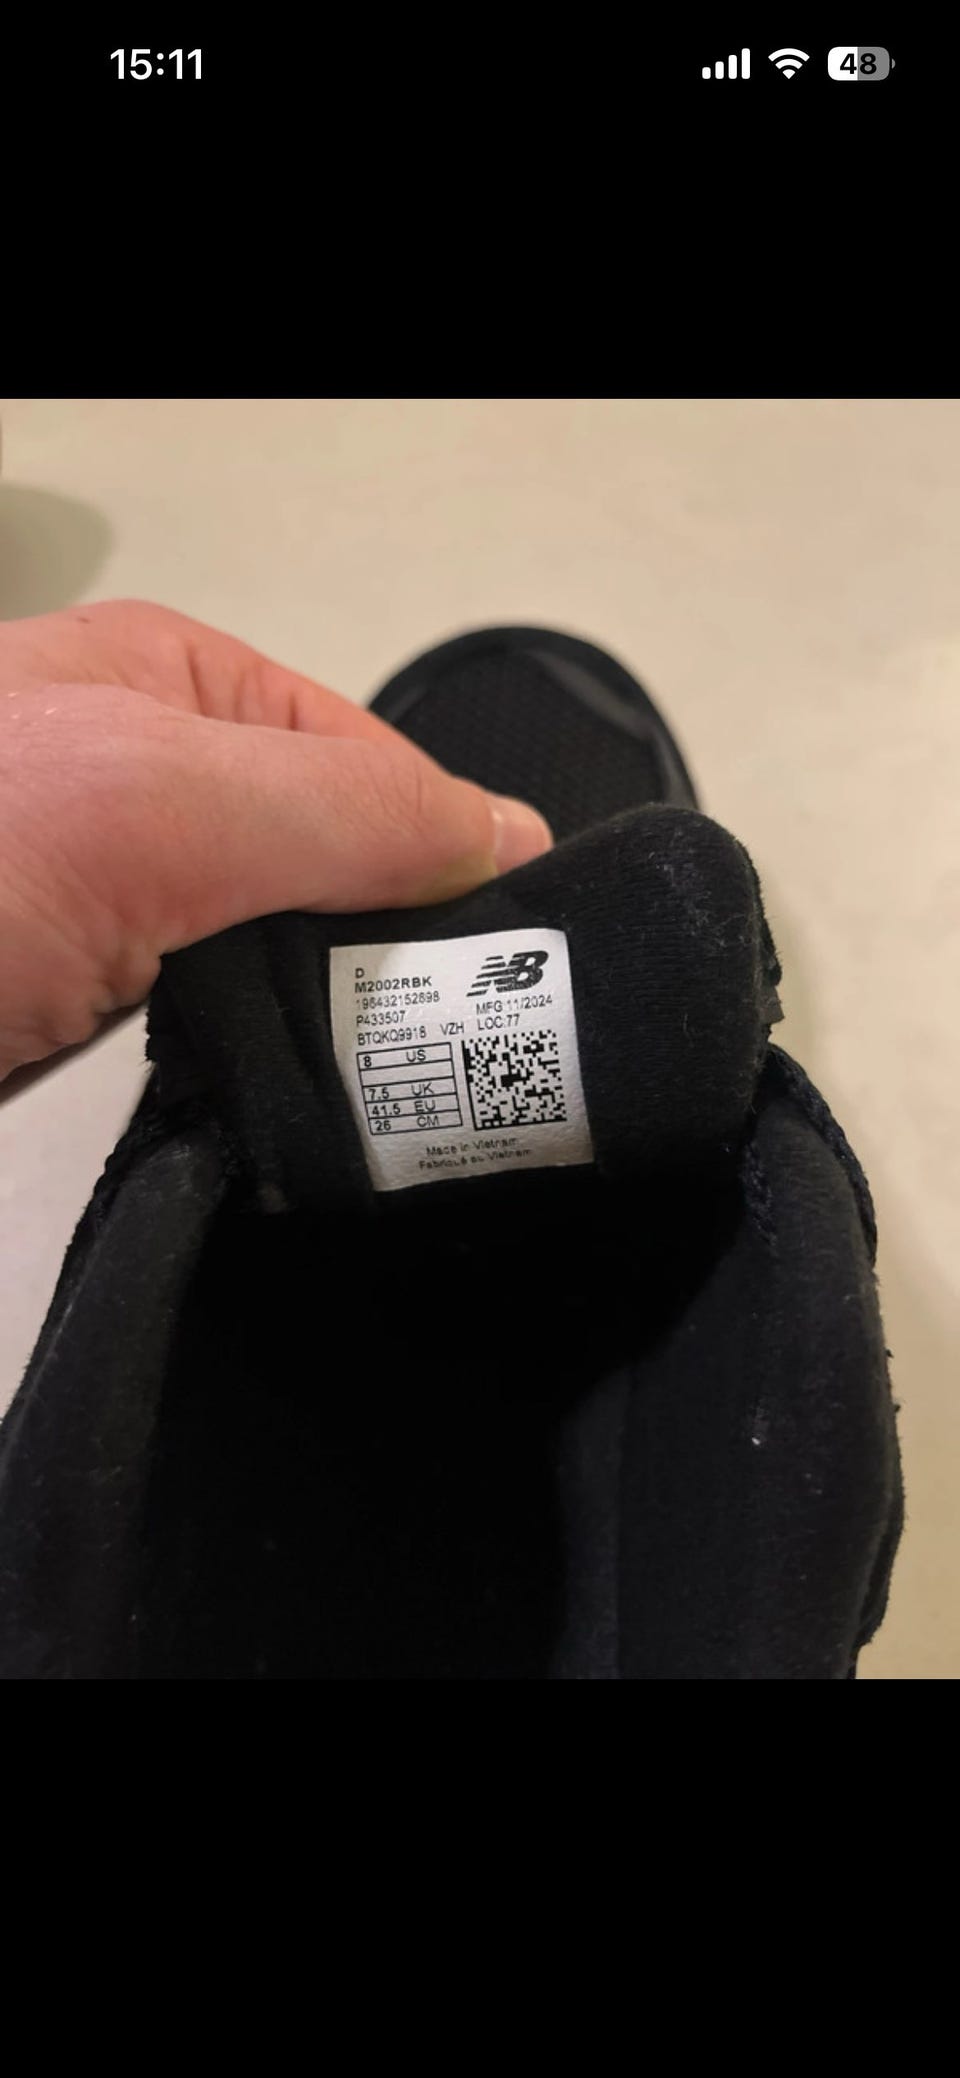 15:11
48
D
M2002RBK
NB
196432152898
MFG 11/2024
P433507
BTQKQ9918 VZH LOC:77
8 US
7.5 UK
41.5 EU
26 CM
Made in Vietnam
Fabriqué au Vietnam